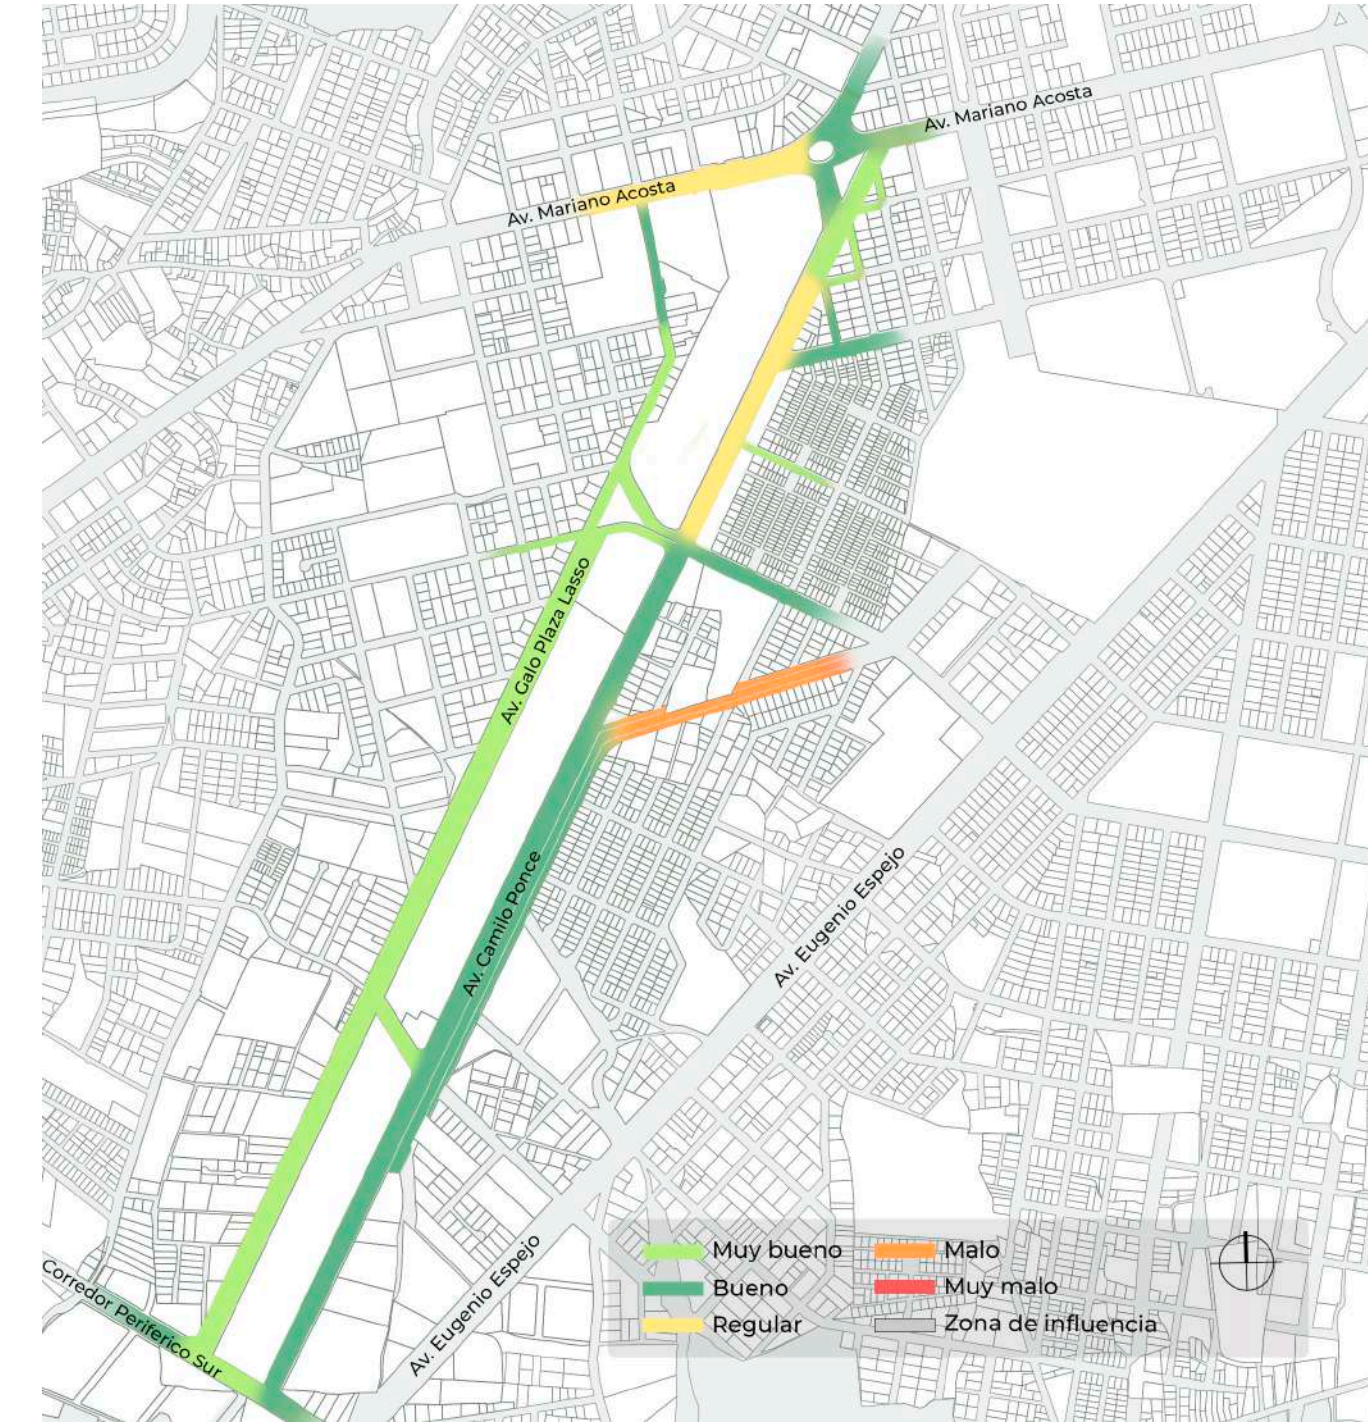 Av. Mariano Acosta
Av. Mariano Acosta
Av. Galo Plaza Lasso
Av. Camilo Ponce
Av. Eugenio Espejo
Av. Eugenio Espejo
Corredor Periferico Sur
Muy bueno
Bueno
Regular
Malo
Muy malo
Zona de influencia